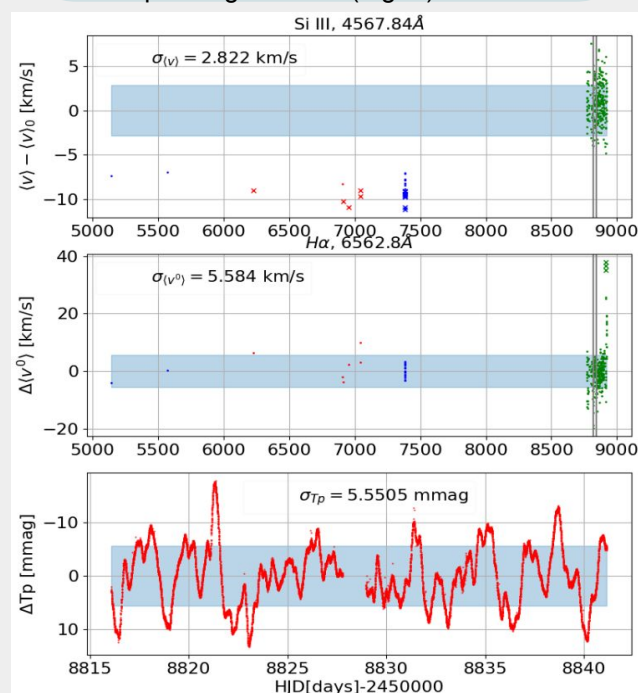 Si III, 4567.84Å
σ⟨v⟩ = 2.822 km/s
⟨v⟩ − ⟨v⟩₀ [km/s]
5
0
−5
−10
5000 5500 6000 6500 7000 7500 8000 8500 9000
Hα, 6562.8Å
σ⟨v⁰⟩ = 5.584 km/s
Δ⟨v⁰⟩ [km/s]
40
20
0
−20
5000 5500 6000 6500 7000 7500 8000 8500 9000
σTp = 5.5505 mmag
ΔTp [mmag]
−10
0
10
8815 8820 8825 8830 8835 8840
HJD[days]-2450000